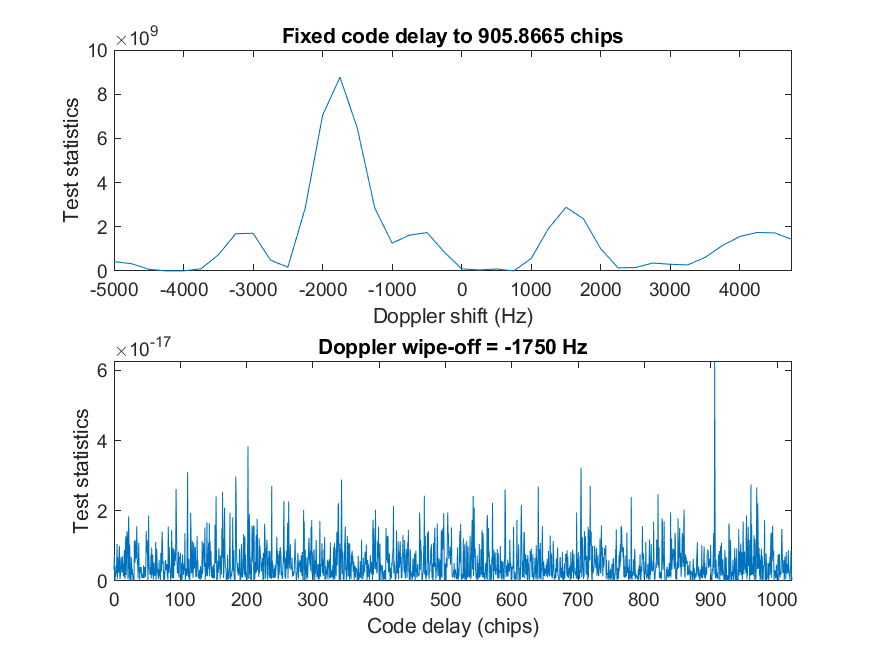 ×10^9
Fixed code delay to 905.8665 chips
10
8
6
4
2
0
Test statistics
-5000 -4000 -3000 -2000 -1000 0 1000 2000 3000 4000
Doppler shift (Hz)
×10^-17
Doppler wipe-off = -1750 Hz
6
4
2
0
Test statistics
0 100 200 300 400 500 600 700 800 900 1000
Code delay (chips)